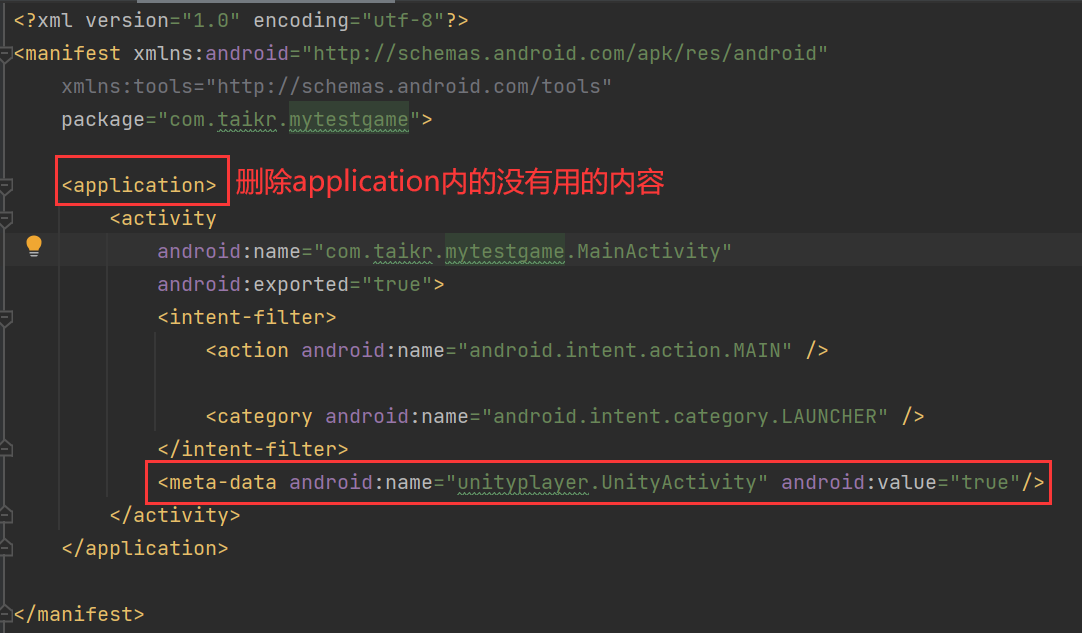 <?xml version="1.0" encoding="utf-8"?>
<manifest xmlns:android="http://schemas.android.com/apk/res/android"
xmlns:tools="http://schemas.android.com/tools"
package="com.taikr.mytestgame">
<application> 删除application内的没有用的内容
<activity
android:name="com.taikr.mytestgame.MainActivity"
android:exported="true">
<intent-filter>
<action android:name="android.intent.action.MAIN" />
<category android:name="android.intent.category.LAUNCHER" />
</intent-filter>
<meta-data android:name="unityplayer.UnityActivity" android:value="true"/>
</activity>
</application>
</manifest>